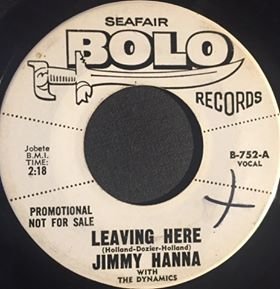 SEAFAIR
BOLO
RECORDS
Jobete
B.M.I.
TIME:
2:18
B-752-A
VOCAL
PROMOTIONAL
NOT FOR SALE
LEAVING HERE
(Holland-Dozier-Holland)
JIMMY HANNA
WITH
THE DYNAMICS